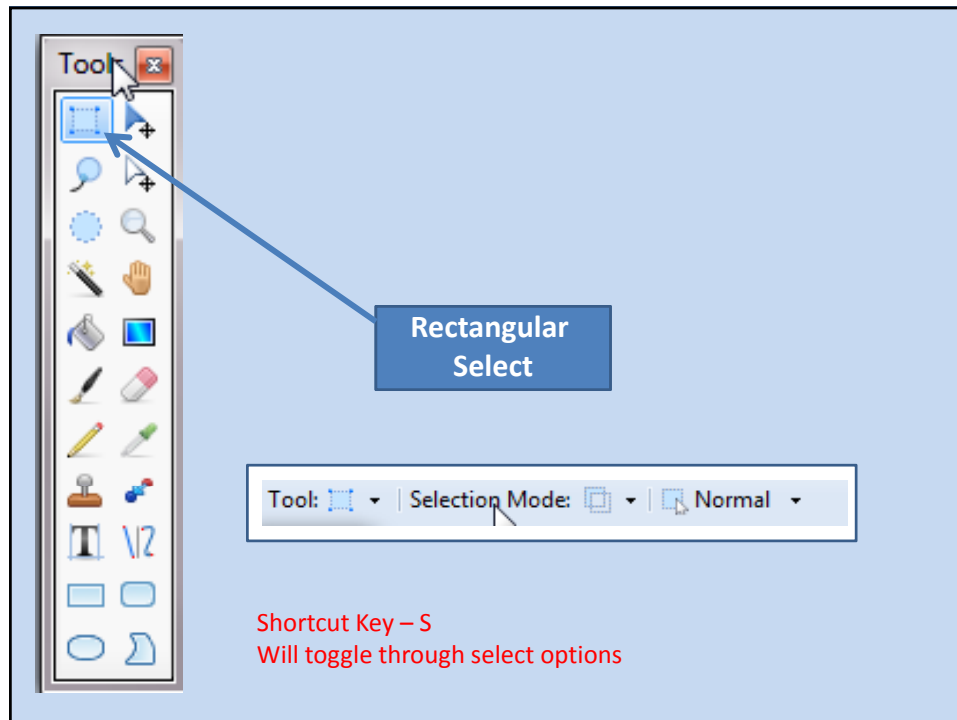 Tools
Rectangular
Select
Tool: Selection Mode: Normal
Shortcut Key – S
Will toggle through select options